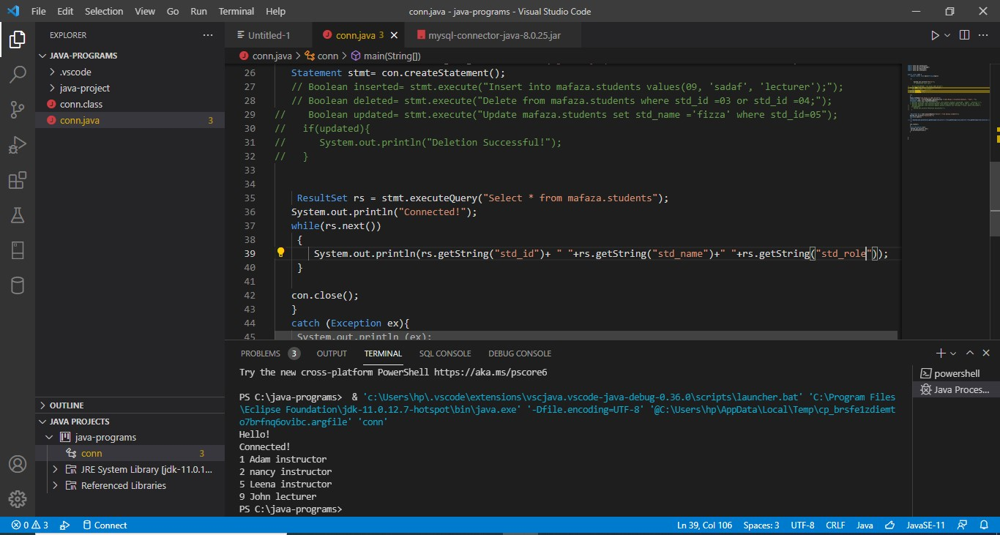 File Edit Selection View Go Run Terminal Help conn.java - java-programs - Visual Studio Code
EXPLORER
JAVA-PROGRAMS
.vscode
java-project
conn.class
conn.java 3
OUTLINE
JAVA PROJECTS
java-programs
conn 3
JRE System Library [jdk-11.0.1...
Referenced Libraries
Untitled-1 conn.java 3 mysql-connector-java-8.0.25.jar
conn.java > conn > main(String[])
26 Statement stmt= con.createStatement();
27 // Boolean inserted= stmt.execute("Insert into mafaza.students values(09, 'sadaf', 'lecturer');");
28 // Boolean deleted= stmt.execute("Delete from mafaza.students where std_id =03 or std_id =04;");
29 // Boolean updated= stmt.execute("Update mafaza.students set std_name ='fizza' where std_id=05");
30 // if(updated){
31 // System.out.println("Deletion Successful!");
32 // }
33
34
35 ResultSet rs = stmt.executeQuery("Select * from mafaza.students");
36 System.out.println("Connected!");
37 while(rs.next())
38 {
39 System.out.println(rs.getString("std_id")+ " "+rs.getString("std_name")+" "+rs.getString("std_role"));
40 }
41
42 con.close();
43 }
44 catch (Exception ex){
45 System.out.println (ex);
PROBLEMS 3 OUTPUT TERMINAL SQL CONSOLE DEBUG CONSOLE
Try the new cross-platform PowerShell https://aka.ms/pscore6
PS C:\java-programs> & 'c:\Users\hp\.vscode\extensions\vscjava.vscode-java-debug-0.36.0\scripts\launcher.bat' 'C:\Program Files
\Eclipse Foundation\jdk-11.0.12.7-hotspot\bin\java.exe' '-Dfile.encoding=UTF-8' '@C:\Users\hp\AppData\Local\Temp\cp_brsfe1zdiemt
o7brfnq6ovibc.argfile' 'conn'
Hello!
Connected!
1 Adam instructor
2 nancy instructor
5 Leena instructor
9 John lecturer
PS C:\java-programs>
powershell
Java Proces...
0 3 Connect Ln 39, Col 106 Spaces: 3 UTF-8 CRLF Java JavaSE-11